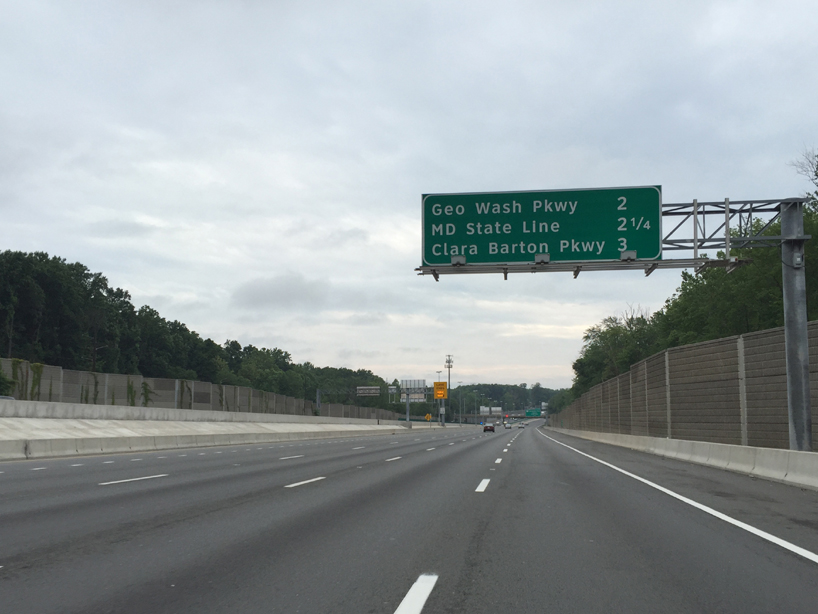 Geo Wash Pkwy 2
MD State Line 2 1/4
Clara Barton Pkwy 3